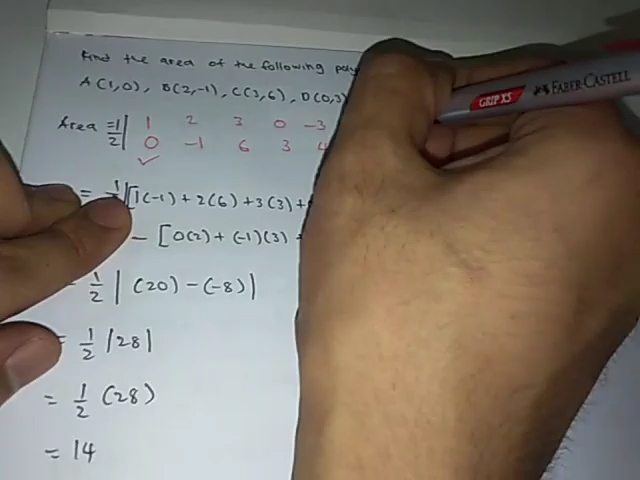 Find the area of the following
A(1,0), B(2,-1), C(3,6), D(0,3)
Area = 1/2 | 1 2 3 0 -3
0 -1 6 3 4
✓
= 1/2 |[1(-1) + 2(6) + 3(3) +
- [0(2) + (-1)(3)
= 1/2 | (20) - (-8)|
= 1/2 |28|
= 1/2 (28)
= 14
GRIP X5 FABER-CASTELL